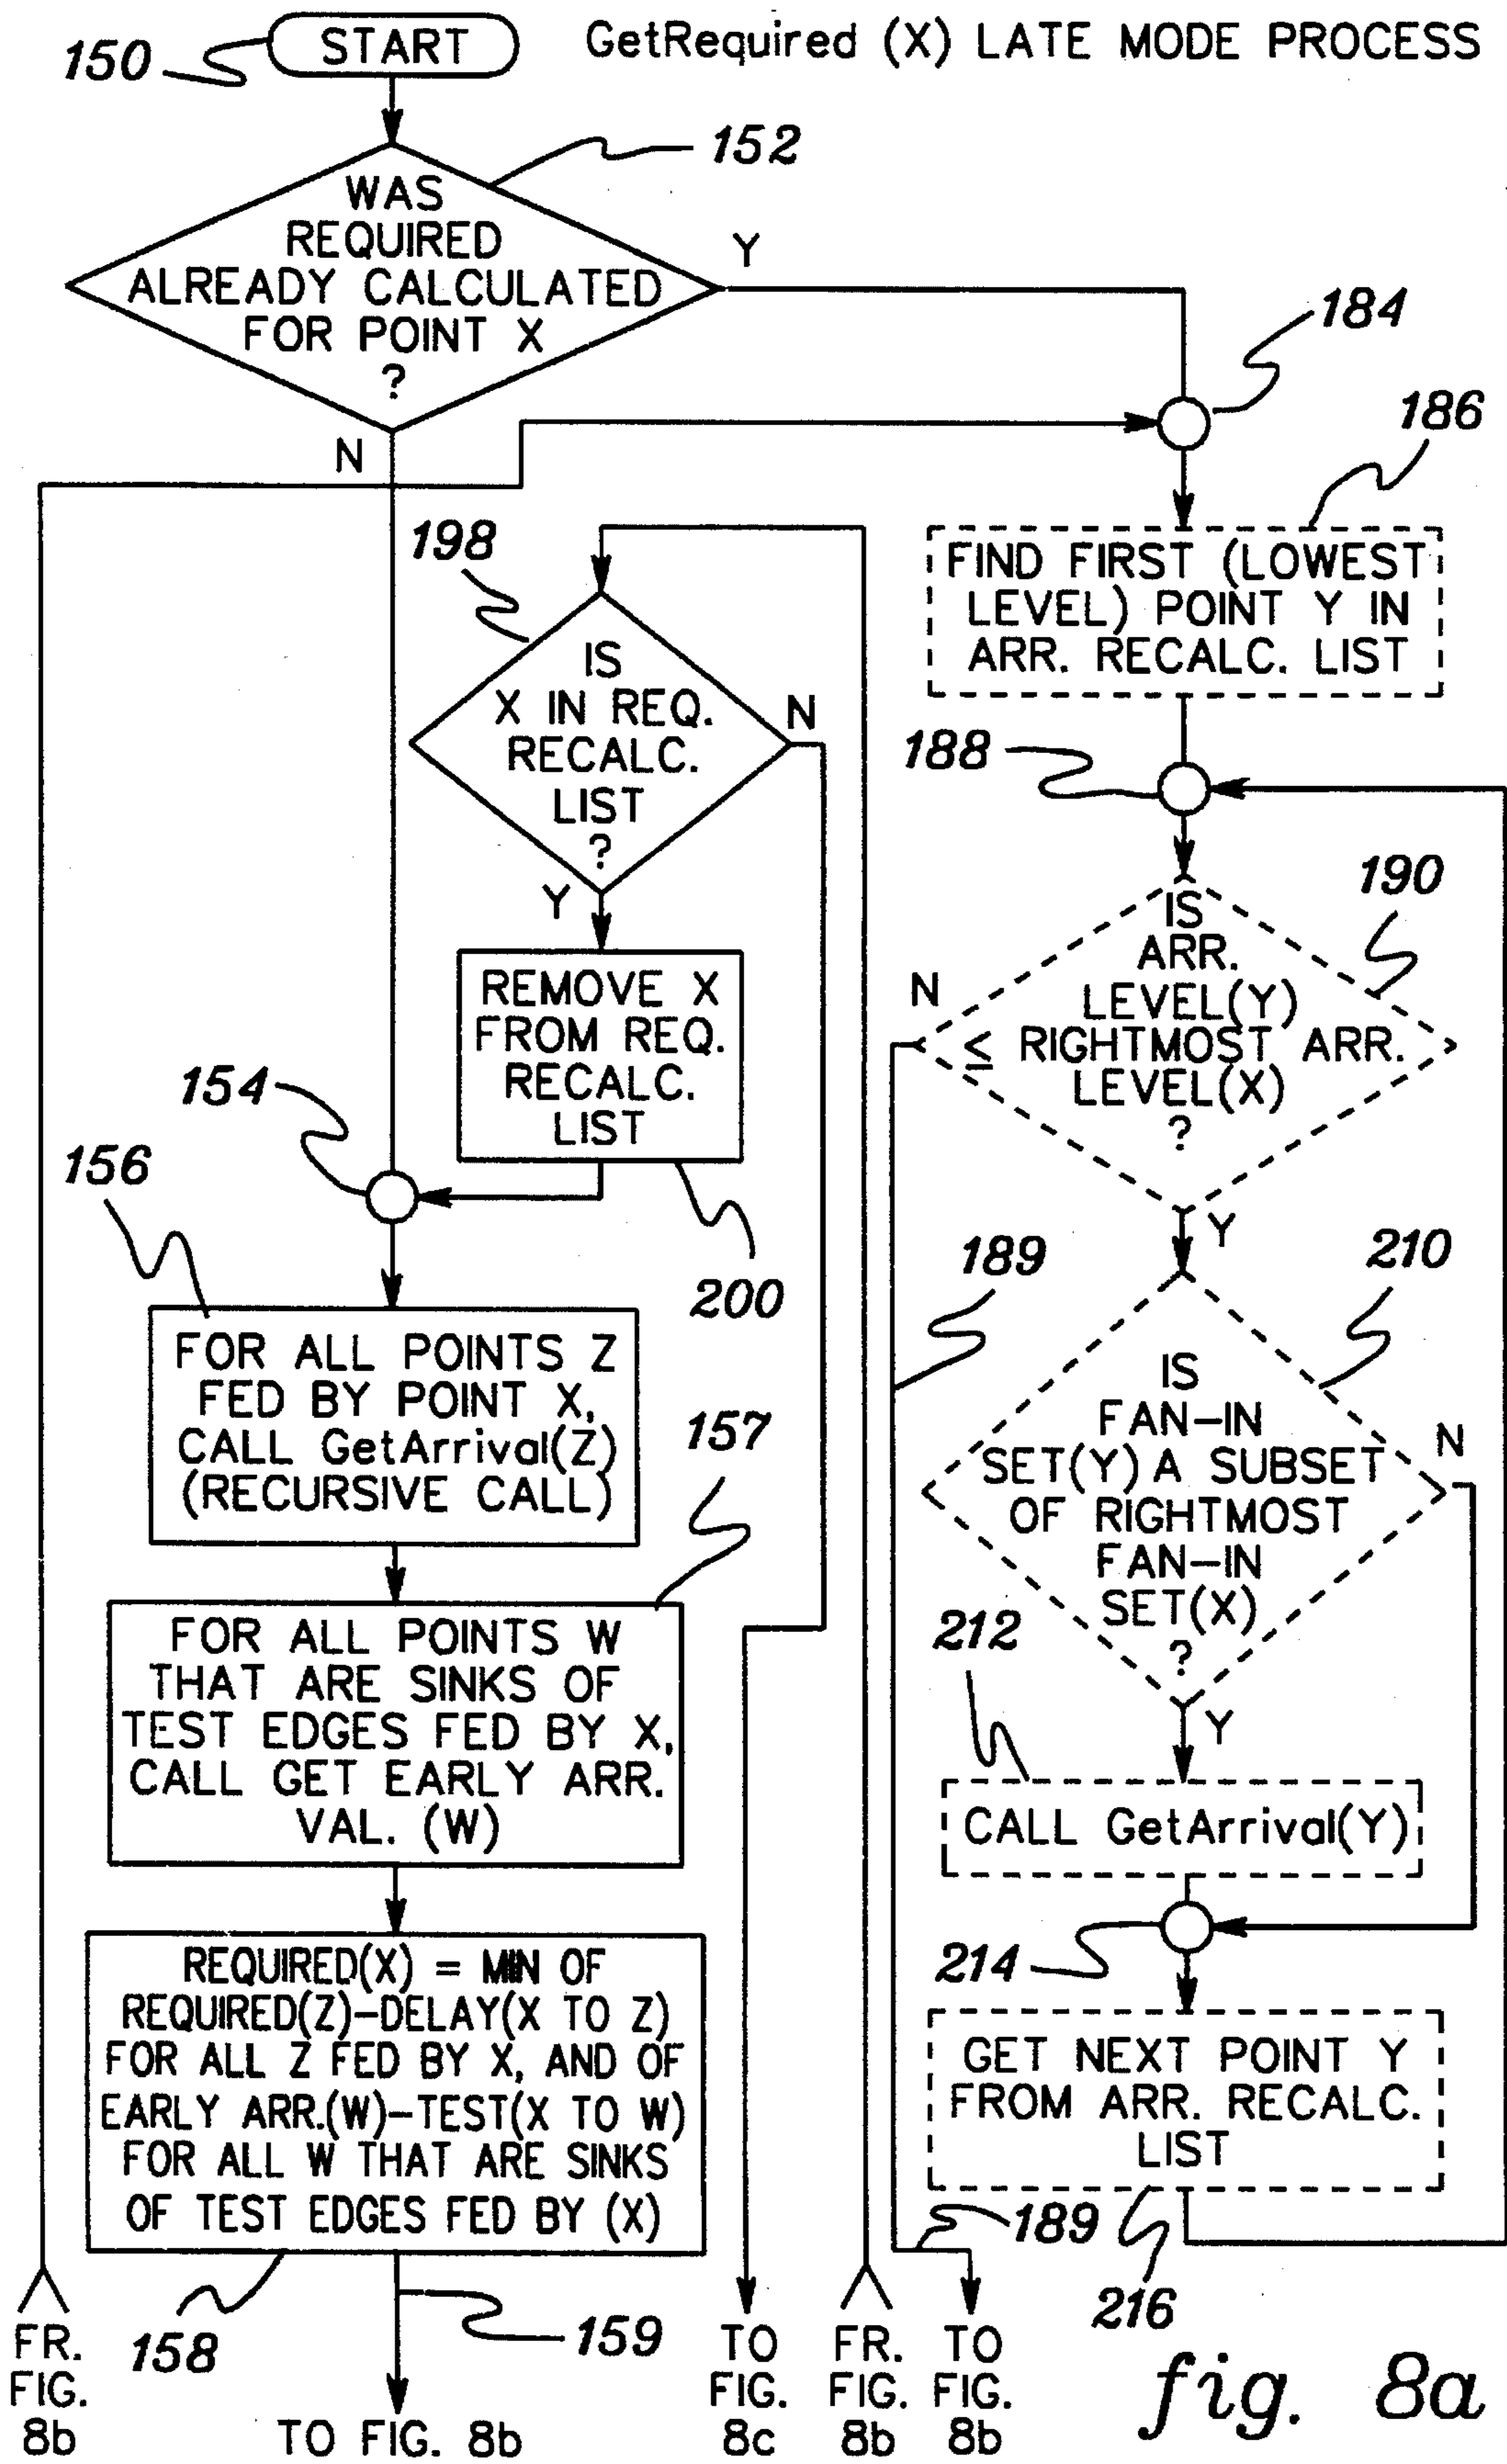 150
START
GetRequired (X) LATE MODE PROCESS
152
WAS
REQUIRED
ALREADY CALCULATED
FOR POINT X
?
Y
N
184
186
FIND FIRST (LOWEST
LEVEL) POINT Y IN
ARR. RECALC. LIST
198
IS
X IN REQ.
RECALC.
LIST
?
N
Y
188
190
IS
ARR.
LEVEL(Y)
≤ RIGHTMOST ARR.
LEVEL(X)
?
N
Y
REMOVE X
FROM REQ.
RECALC.
LIST
154
200
156
FOR ALL POINTS Z
FED BY POINT X,
CALL GetArrival(Z)
(RECURSIVE CALL)
189
210
IS
FAN-IN
SET(Y) A SUBSET
OF RIGHTMOST
FAN-IN
SET(X)
?
N
Y
157
FOR ALL POINTS W
THAT ARE SINKS OF
TEST EDGES FED BY X,
CALL GET EARLY ARR.
VAL. (W)
212
CALL GetArrival(Y)
214
REQUIRED(X) = MIN OF
REQUIRED(Z)-DELAY(X TO Z)
FOR ALL Z FED BY X, AND OF
EARLY ARR.(W)-TEST(X TO W)
FOR ALL W THAT ARE SINKS
OF TEST EDGES FED BY (X)
GET NEXT POINT Y
FROM ARR. RECALC.
LIST
189
216
158
159
FR.
FIG.
8b
TO FIG. 8b
TO
FIG.
8c
FR.
FIG.
8b
TO
FIG.
8b
fig. 8a